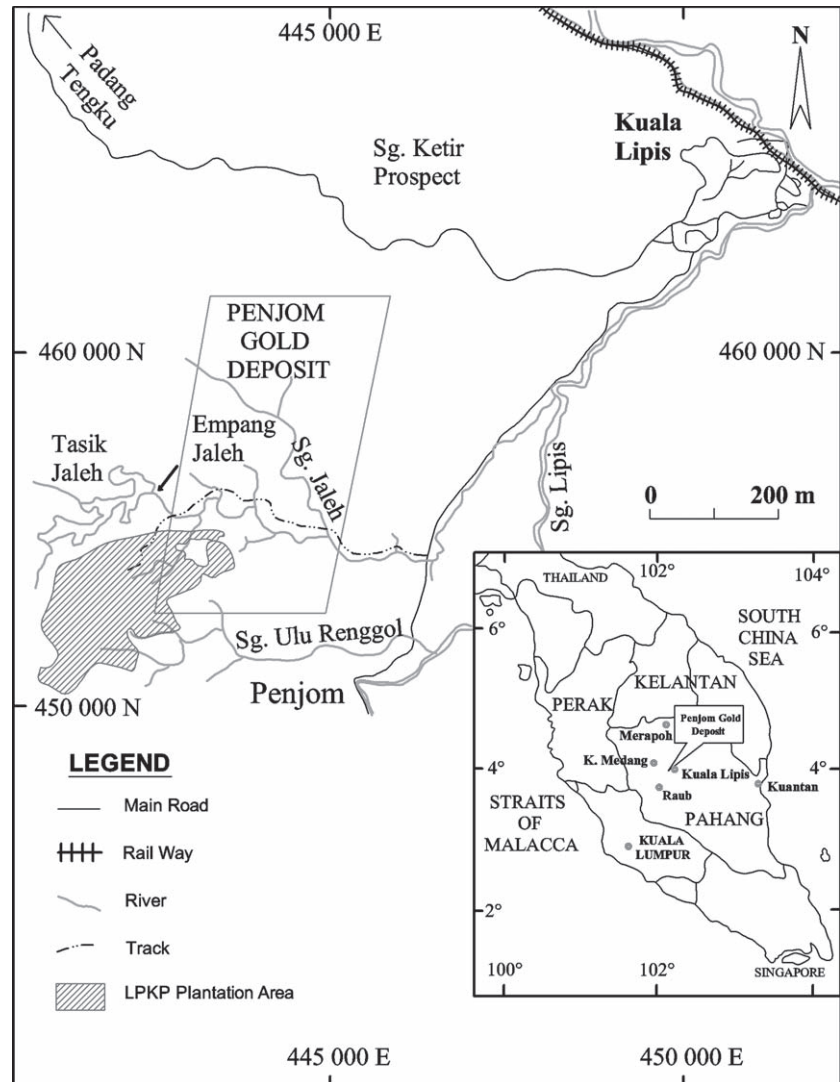 445 000 E
N
Padang
Tengku
Kuala
Lipis
Sg. Ketir
Prospect
PENJOM
GOLD
DEPOSIT
460 000 N
460 000 N
Tasik
Jaleh
Empang
Jaleh
Sg. Jaleh
Sg. Lipis
0 200 m
Sg. Ulu Renggol
Penjom
450 000 N
LEGEND
Main Road
Rail Way
River
Track
LPKP Plantation Area
102°
104°
THAILAND
6°
SOUTH
CHINA
SEA
KELANTAN
PERAK
Penjom Gold
Deposit
Merapoh
K. Medang
Kuala Lipis
4°
Kuantan
Raub
STRAITS
OF
MALACCA
PAHANG
KUALA
LUMPUR
2°
SINGAPORE
100°
102°
445 000 E
450 000 E